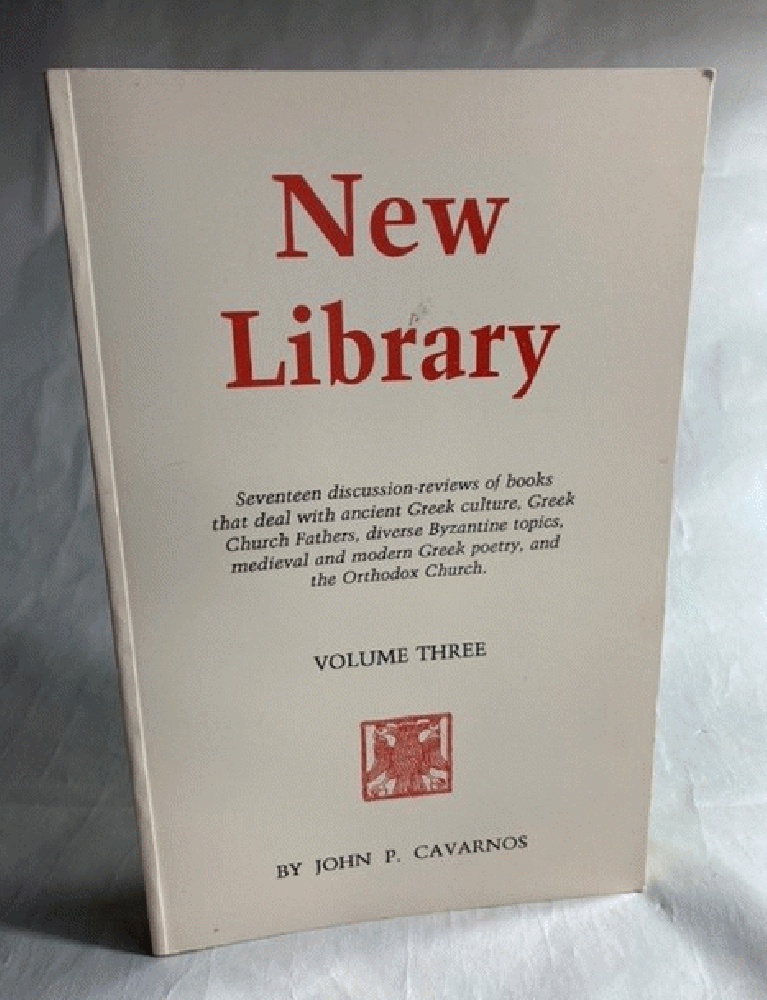 New
Library
Seventeen discussion-reviews of books
that deal with ancient Greek culture, Greek
Church Fathers, diverse Byzantine topics,
medieval and modern Greek poetry, and
the Orthodox Church.
VOLUME THREE
BY JOHN P. CAVARNOS